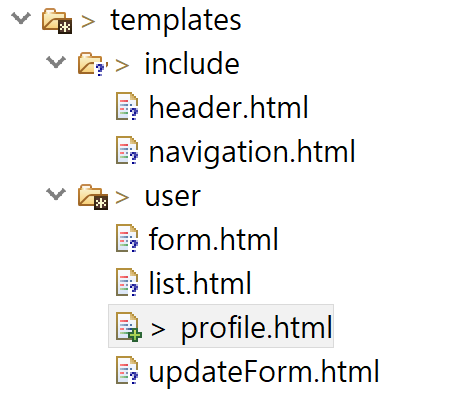 > templates
> include
header.html
navigation.html
> user
form.html
list.html
> profile.html
updateForm.html